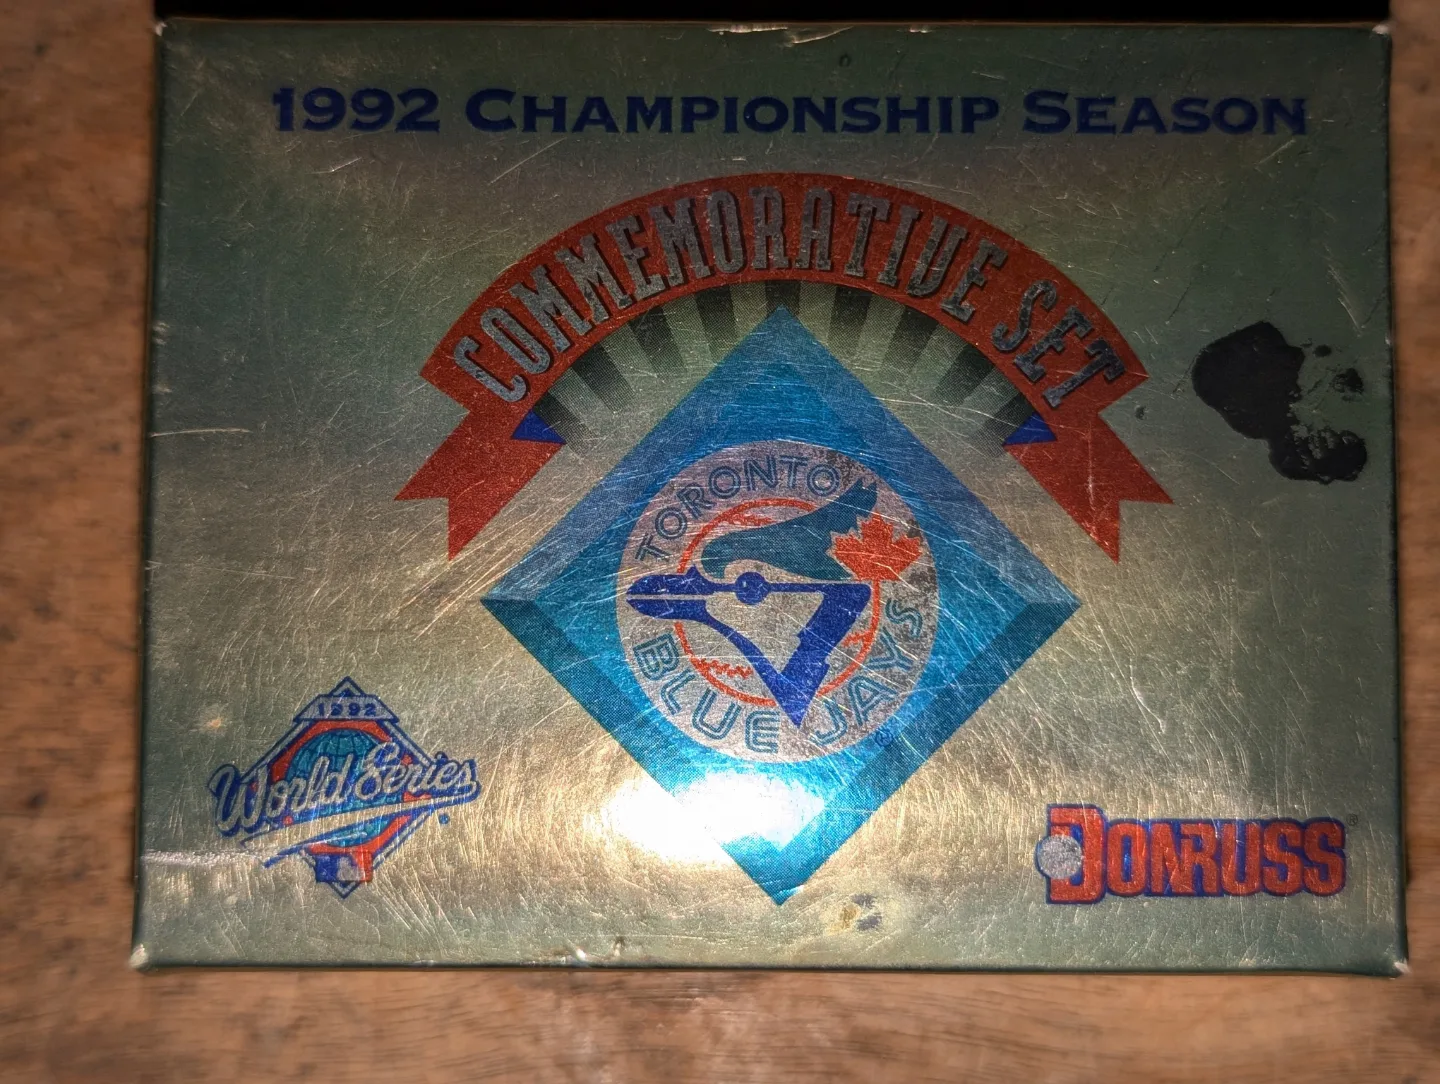 1992 CHAMPIONSHIP SEASON
COMMEMORATIVE SET
TORONTO
BLUE JAYS
1992
World Series
DONRUSS